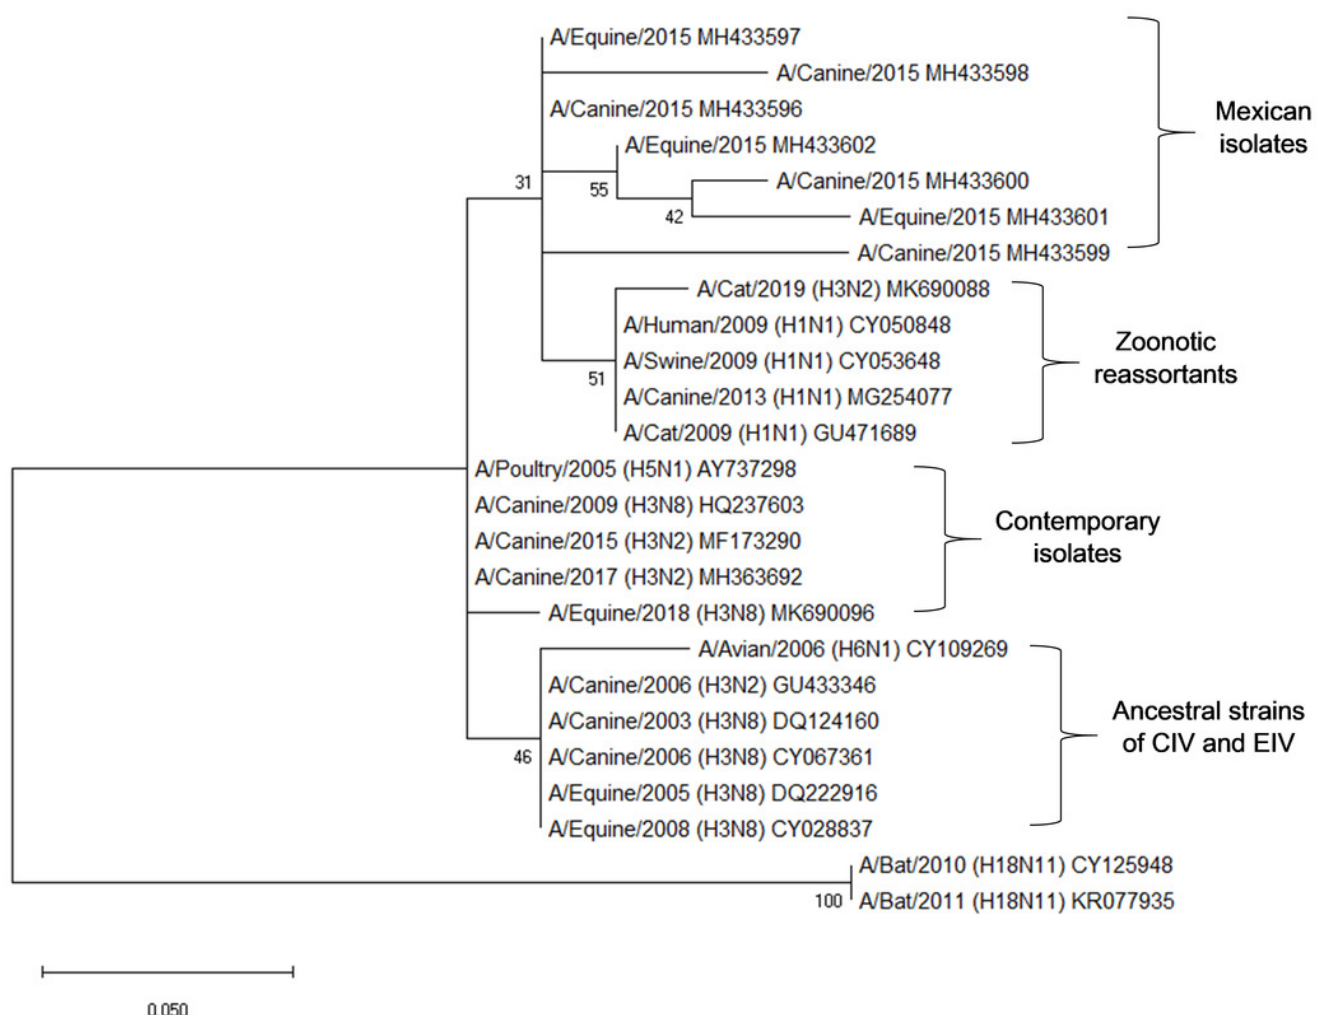 A/Equine/2015 MH433597
A/Canine/2015 MH433598
A/Canine/2015 MH433596
A/Equine/2015 MH433602
31
55
A/Canine/2015 MH433600
42
A/Equine/2015 MH433601
A/Canine/2015 MH433599
Mexican
isolates
A/Cat/2019 (H3N2) MK690088
A/Human/2009 (H1N1) CY050848
A/Swine/2009 (H1N1) CY053648
51
A/Canine/2013 (H1N1) MG254077
A/Cat/2009 (H1N1) GU471689
Zoonotic
reassortants
A/Poultry/2005 (H5N1) AY737298
A/Canine/2009 (H3N8) HQ237603
A/Canine/2015 (H3N2) MF173290
A/Canine/2017 (H3N2) MH363692
A/Equine/2018 (H3N8) MK690096
Contemporary
isolates
A/Avian/2006 (H6N1) CY109269
A/Canine/2006 (H3N2) GU433346
A/Canine/2003 (H3N8) DQ124160
46
A/Canine/2006 (H3N8) CY067361
A/Equine/2005 (H3N8) DQ222916
A/Equine/2008 (H3N8) CY028837
Ancestral strains
of CIV and EIV
A/Bat/2010 (H18N11) CY125948
100
A/Bat/2011 (H18N11) KR077935
0.050